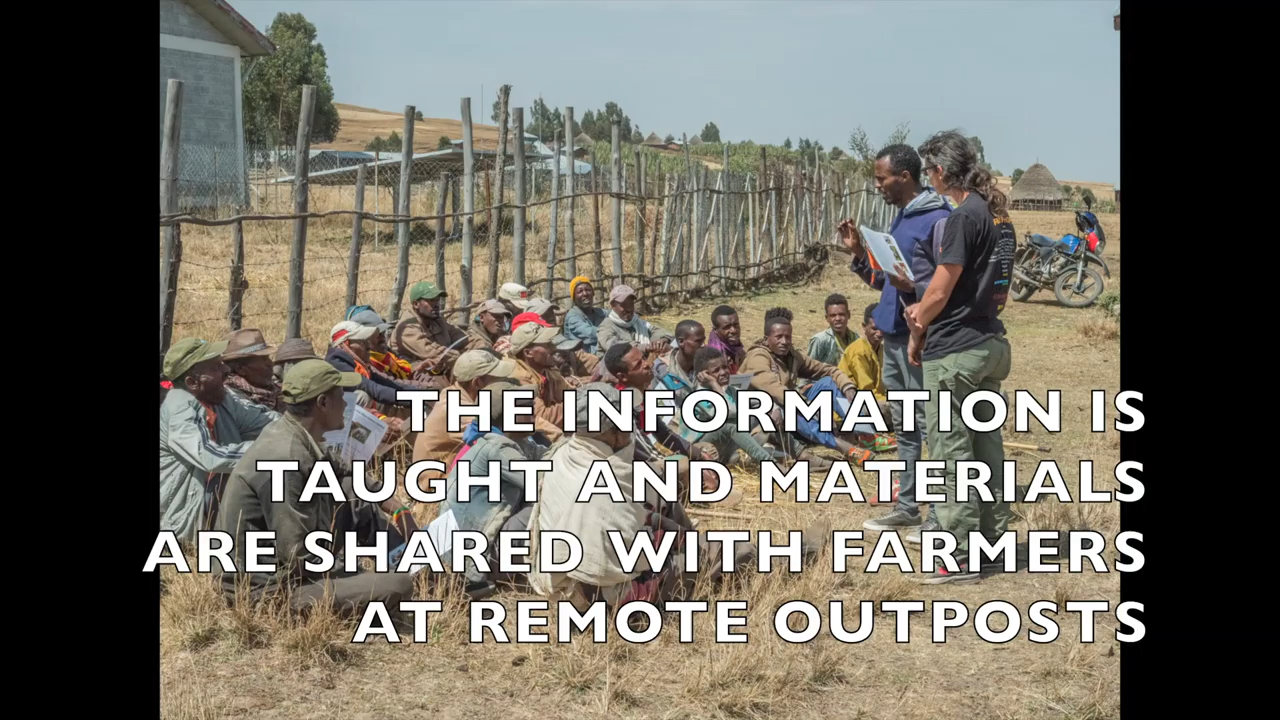 THE INFORMATION IS
TAUGHT AND MATERIALS
ARE SHARED WITH FARMERS
AT REMOTE OUTPOSTS